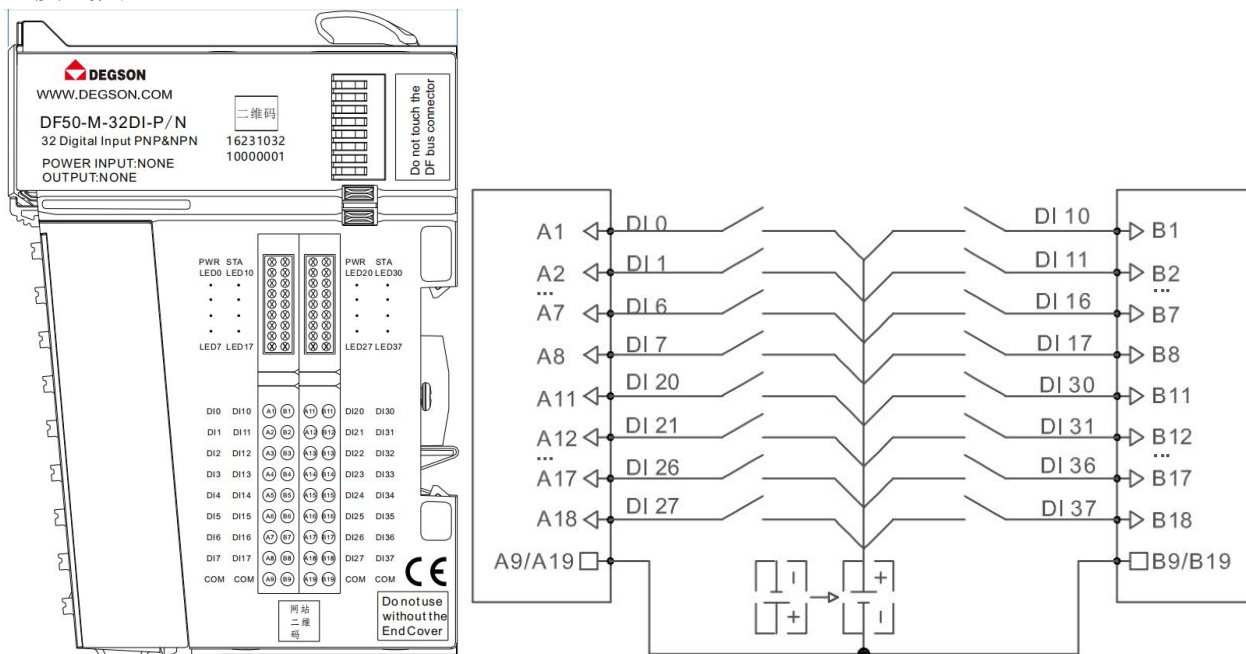 DEGSON
WWW.DEGSON.COM
DF50-M-32DI-P/N
32 Digital Input PNP&NPN
POWER INPUT:NONE
OUTPUT:NONE
二维码
16231032
10000001
Do not touch the
DF bus connector
PWR STA PWR STA
LED0 LED10 LED20 LED30
LED7 LED17 LED27 LED37
DI0 DI10 A1 B1 A11 B11 DI20 DI30
DI1 DI11 A2 B2 A12 B12 DI21 DI31
DI2 DI12 A3 B3 A13 B13 DI22 DI32
DI3 DI13 A4 B4 A14 B14 DI23 DI33
DI4 DI14 A5 B5 A15 B15 DI24 DI34
DI5 DI15 A6 B6 A16 B16 DI25 DI35
DI6 DI16 A7 B7 A17 B17 DI26 DI36
DI7 DI17 A8 B8 A18 B18 DI27 DI37
COM COM A9 B9 A19 B19 COM COM
CE
网站
二维
码
Do not use
without the
End Cover
A1 DI 0 DI 10 B1
A2 DI 1 DI 11 B2
... ...
A7 DI 6 DI 16 B7
A8 DI 7 DI 17 B8
A11 DI 20 DI 30 B11
A12 DI 21 DI 31 B12
... ...
A17 DI 26 DI 36 B17
A18 DI 27 DI 37 B18
A9/A19 B9/B19
− +
+ −